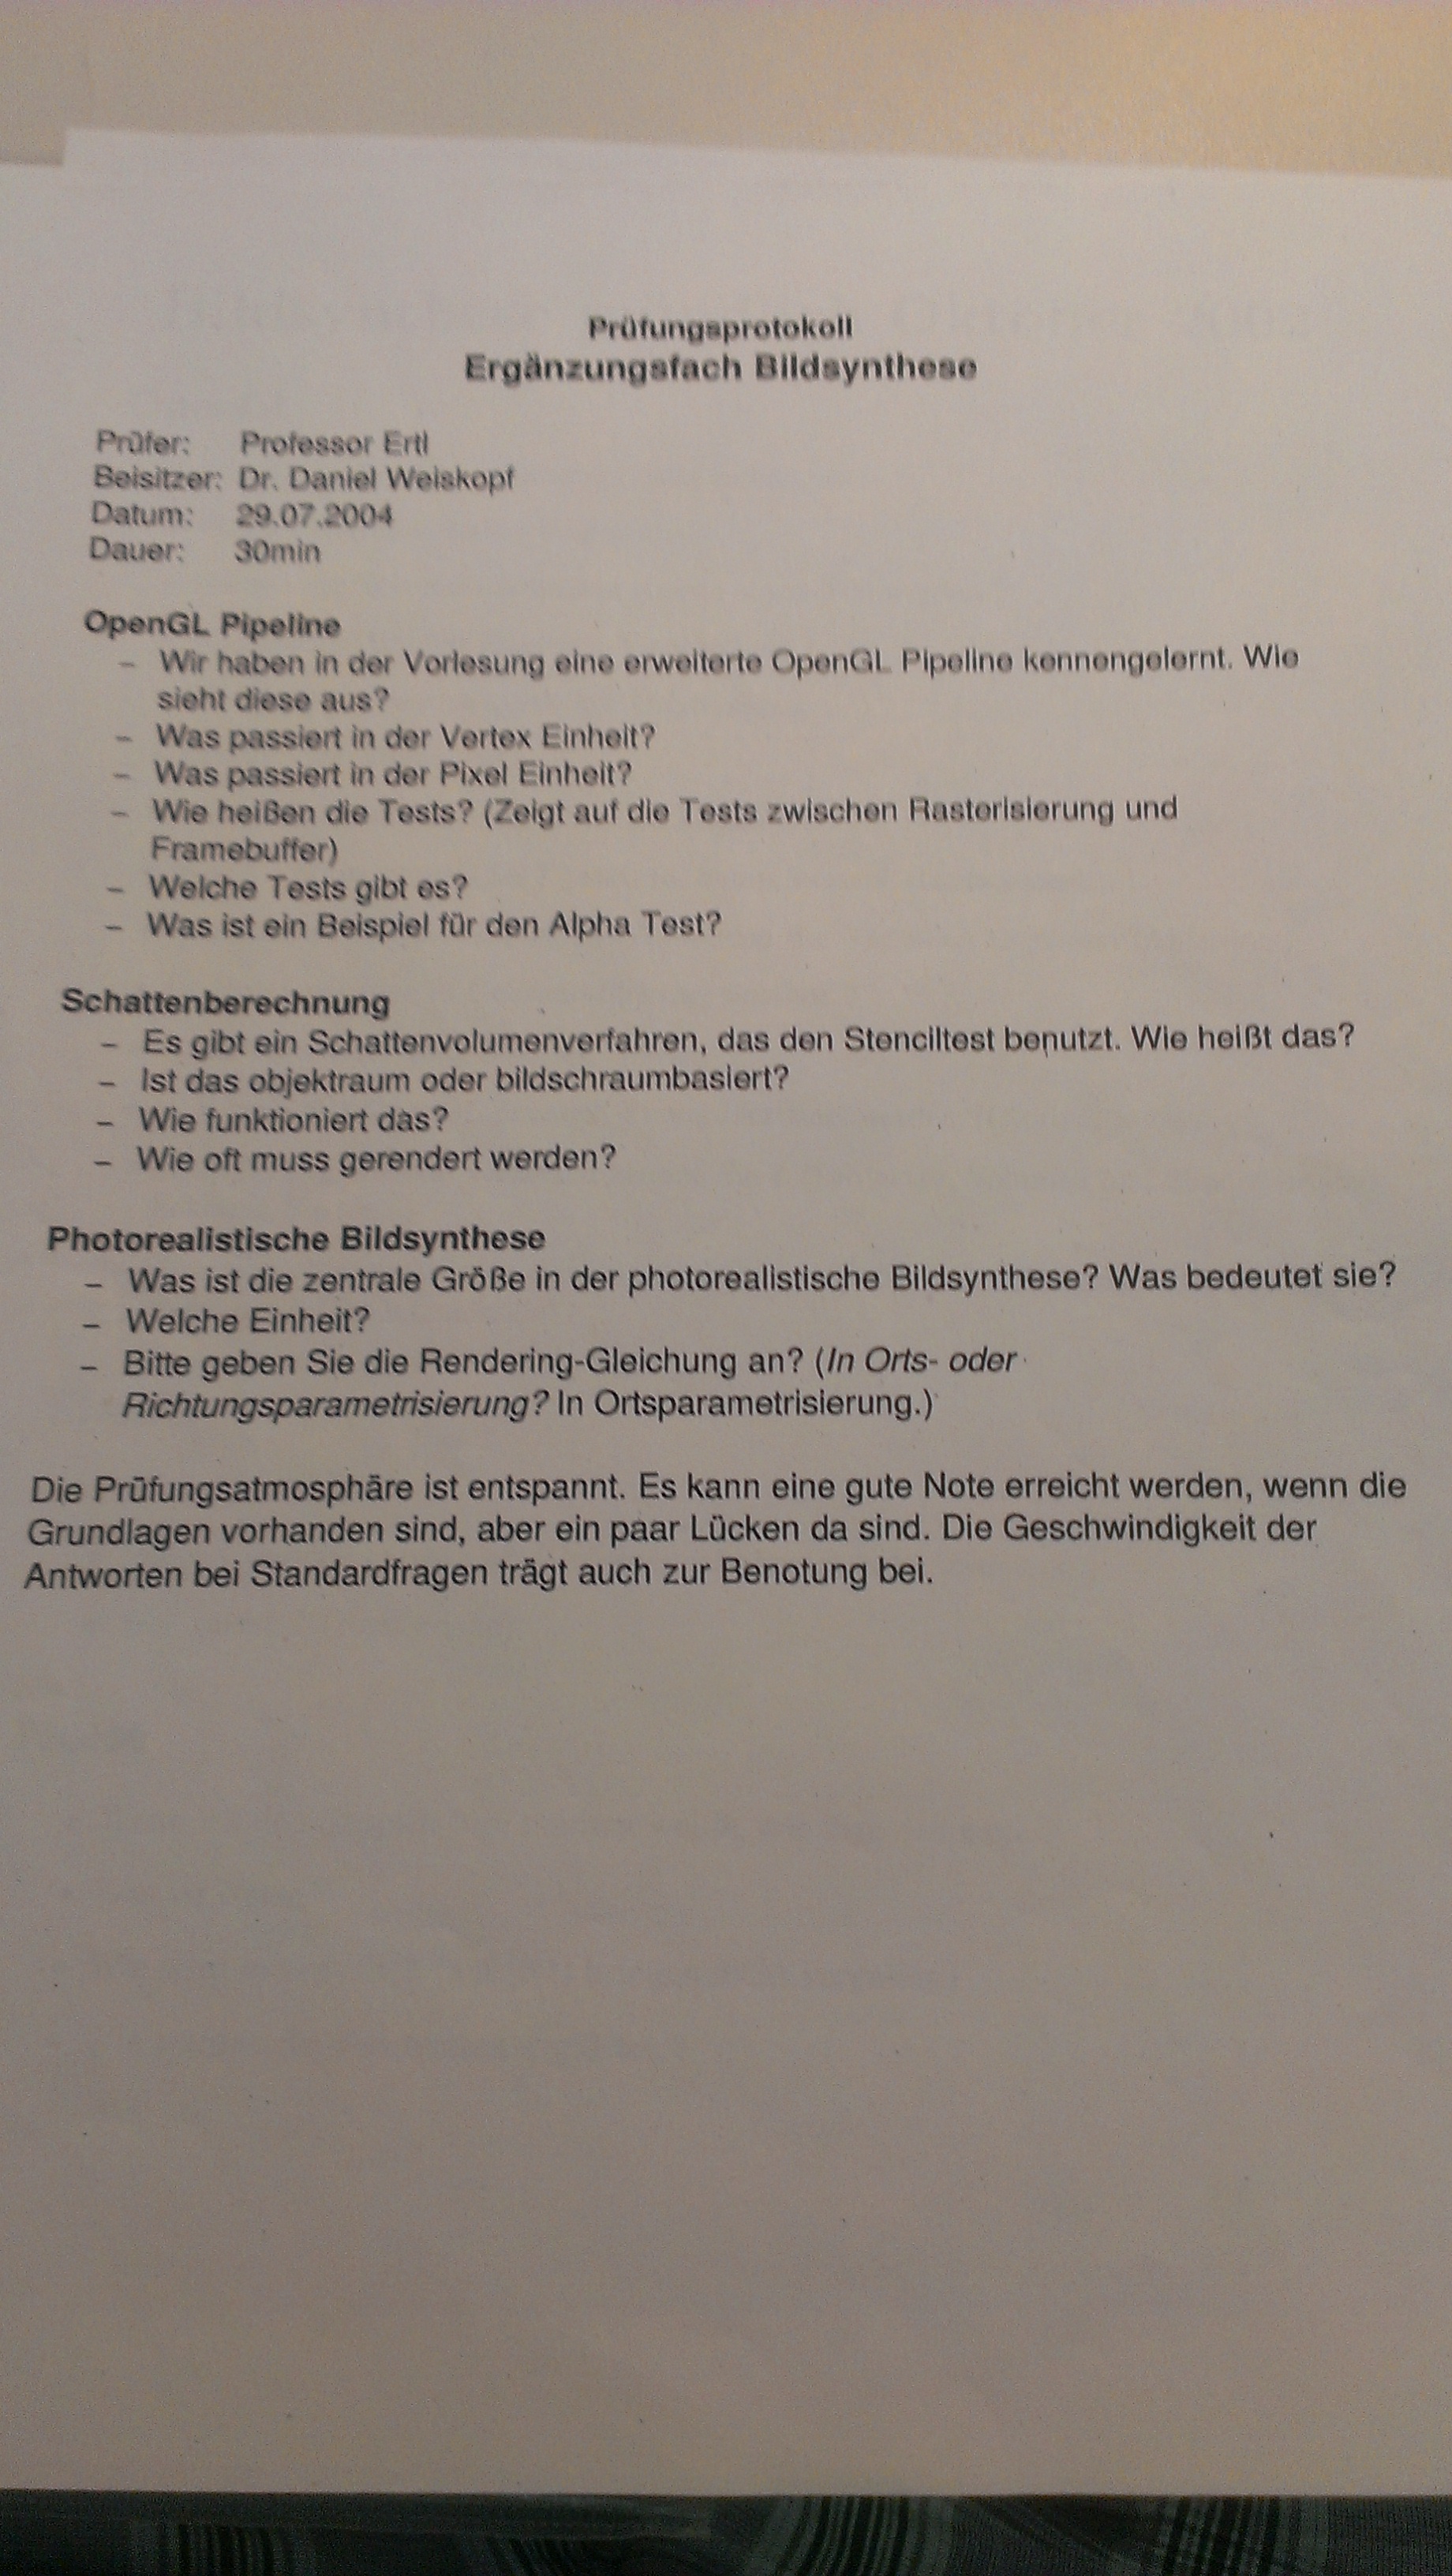 Prüfungsprotokoll
Ergänzungsfach Bildsynthese
Prüfer: Professor Ertl
Beisitzer: Dr. Daniel Weiskopf
Datum: 29.07.2004
Dauer: 30min
OpenGL Pipeline
– Wir haben in der Vorlesung eine erweiterte OpenGL Pipeline kennengelernt. Wie
sieht diese aus?
– Was passiert in der Vertex Einheit?
– Was passiert in der Pixel Einheit?
– Wie heißen die Tests? (Zeigt auf die Tests zwischen Rasterisierung und
Framebuffer)
– Welche Tests gibt es?
– Was ist ein Beispiel für den Alpha Test?
Schattenberechnung
– Es gibt ein Schattenvolumenverfahren, das den Stenciltest benutzt. Wie heißt das?
– Ist das objektraum oder bildschraumbasiert?
– Wie funktioniert das?
– Wie oft muss gerendert werden?
Photorealistische Bildsynthese
– Was ist die zentrale Größe in der photorealistische Bildsynthese? Was bedeutet sie?
– Welche Einheit?
– Bitte geben Sie die Rendering-Gleichung an? (In Orts- oder
Richtungsparametrisierung? In Ortsparametrisierung.)
Die Prüfungsatmosphäre ist entspannt. Es kann eine gute Note erreicht werden, wenn die
Grundlagen vorhanden sind, aber ein paar Lücken da sind. Die Geschwindigkeit der
Antworten bei Standardfragen trägt auch zur Benotung bei.